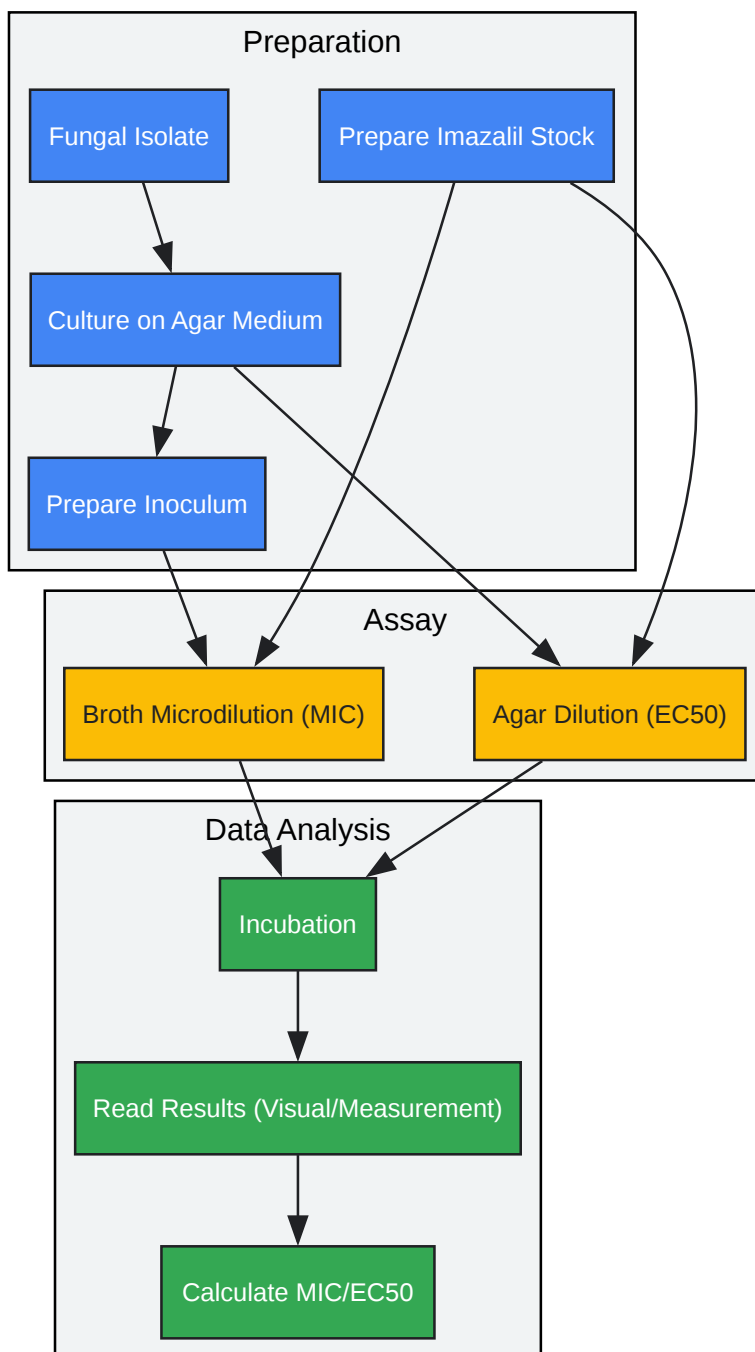 Preparation
Fungal Isolate
Prepare Imazalil Stock
Culture on Agar Medium
Prepare Inoculum
Assay
Broth Microdilution (MIC)
Agar Dilution (EC50)
Data Analysis
Incubation
Read Results (Visual/Measurement)
Calculate MIC/EC50